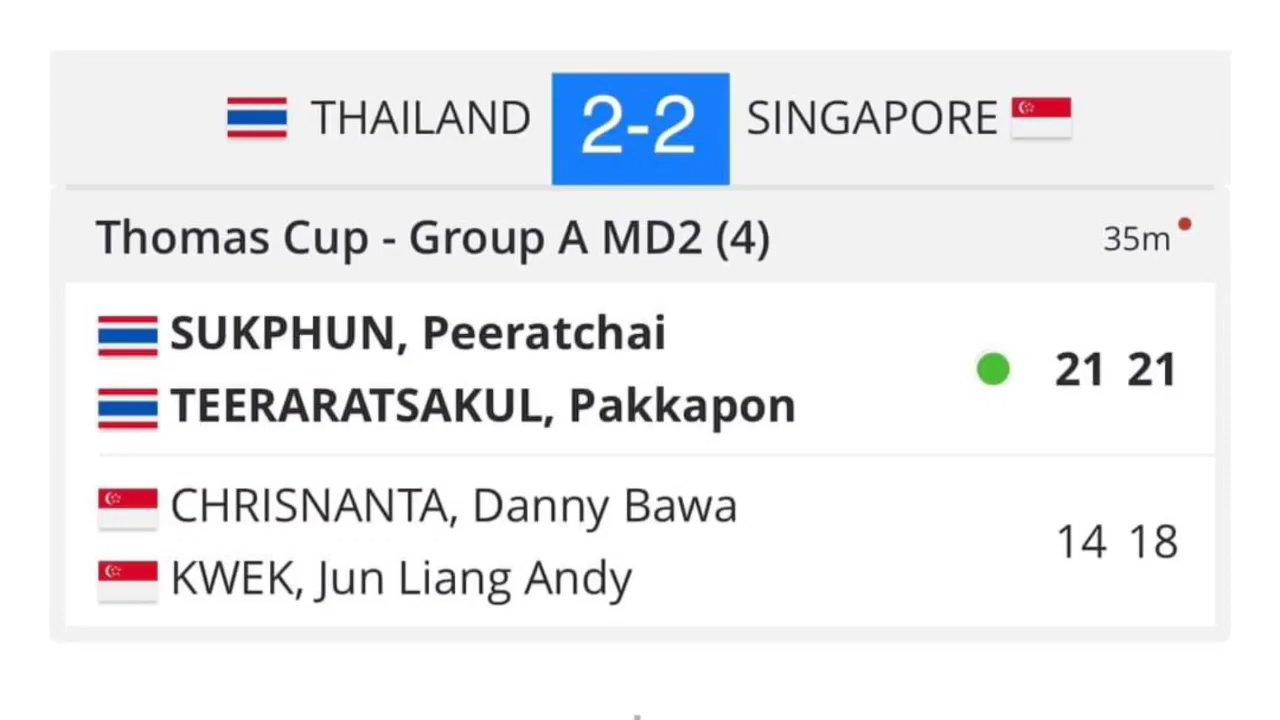 THAILAND 2-2 SINGAPORE
Thomas Cup - Group A MD2 (4) 35m
SUKPHUN, Peeratchai
TEERARATSAKUL, Pakkapon
21 21
CHRISNANTA, Danny Bawa
KWEK, Jun Liang Andy
14 18